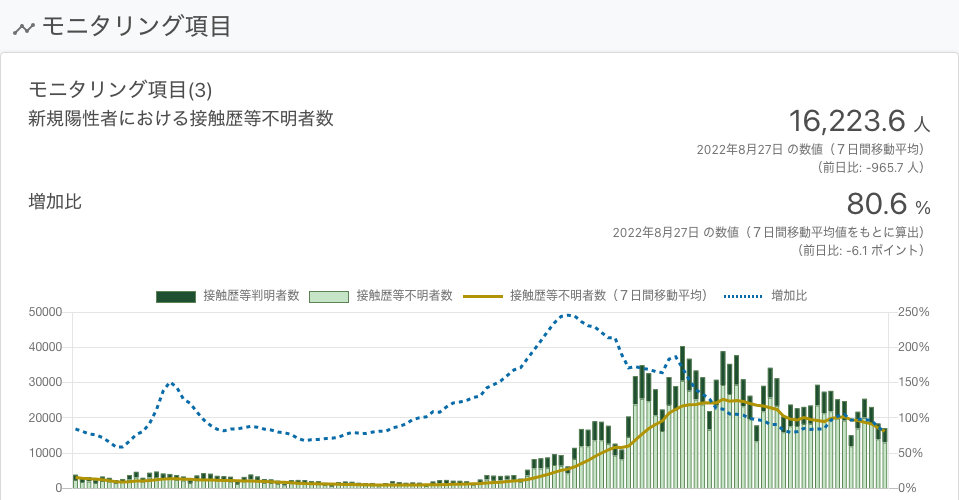 モニタリング項目
モニタリング項目(3)
新規陽性者における接触歴等不明者数
16,223.6 人
2022年8月27日 の数値（７日間移動平均）
（前日比: -965.7 人）
増加比
80.6 %
2022年8月27日 の数値（７日間移動平均値をもとに算出）
（前日比: -6.1 ポイント）
接触歴等判明者数 接触歴等不明者数 接触歴等不明者数（７日間移動平均） 増加比
50000 250%
40000 200%
30000 150%
20000 100%
10000 50%
0 0%